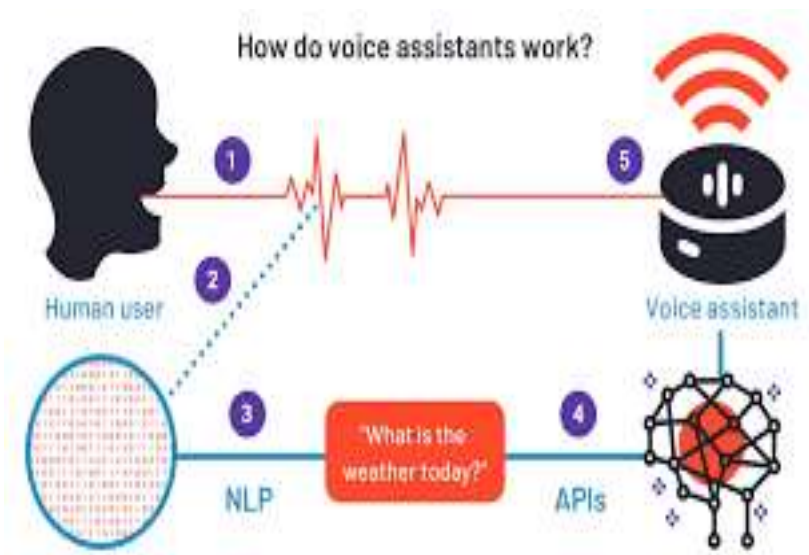 How do voice assistants work?
1
5
2
Human user
Voice assistant
3
4
"What is the
weather today?"
NLP
APIs